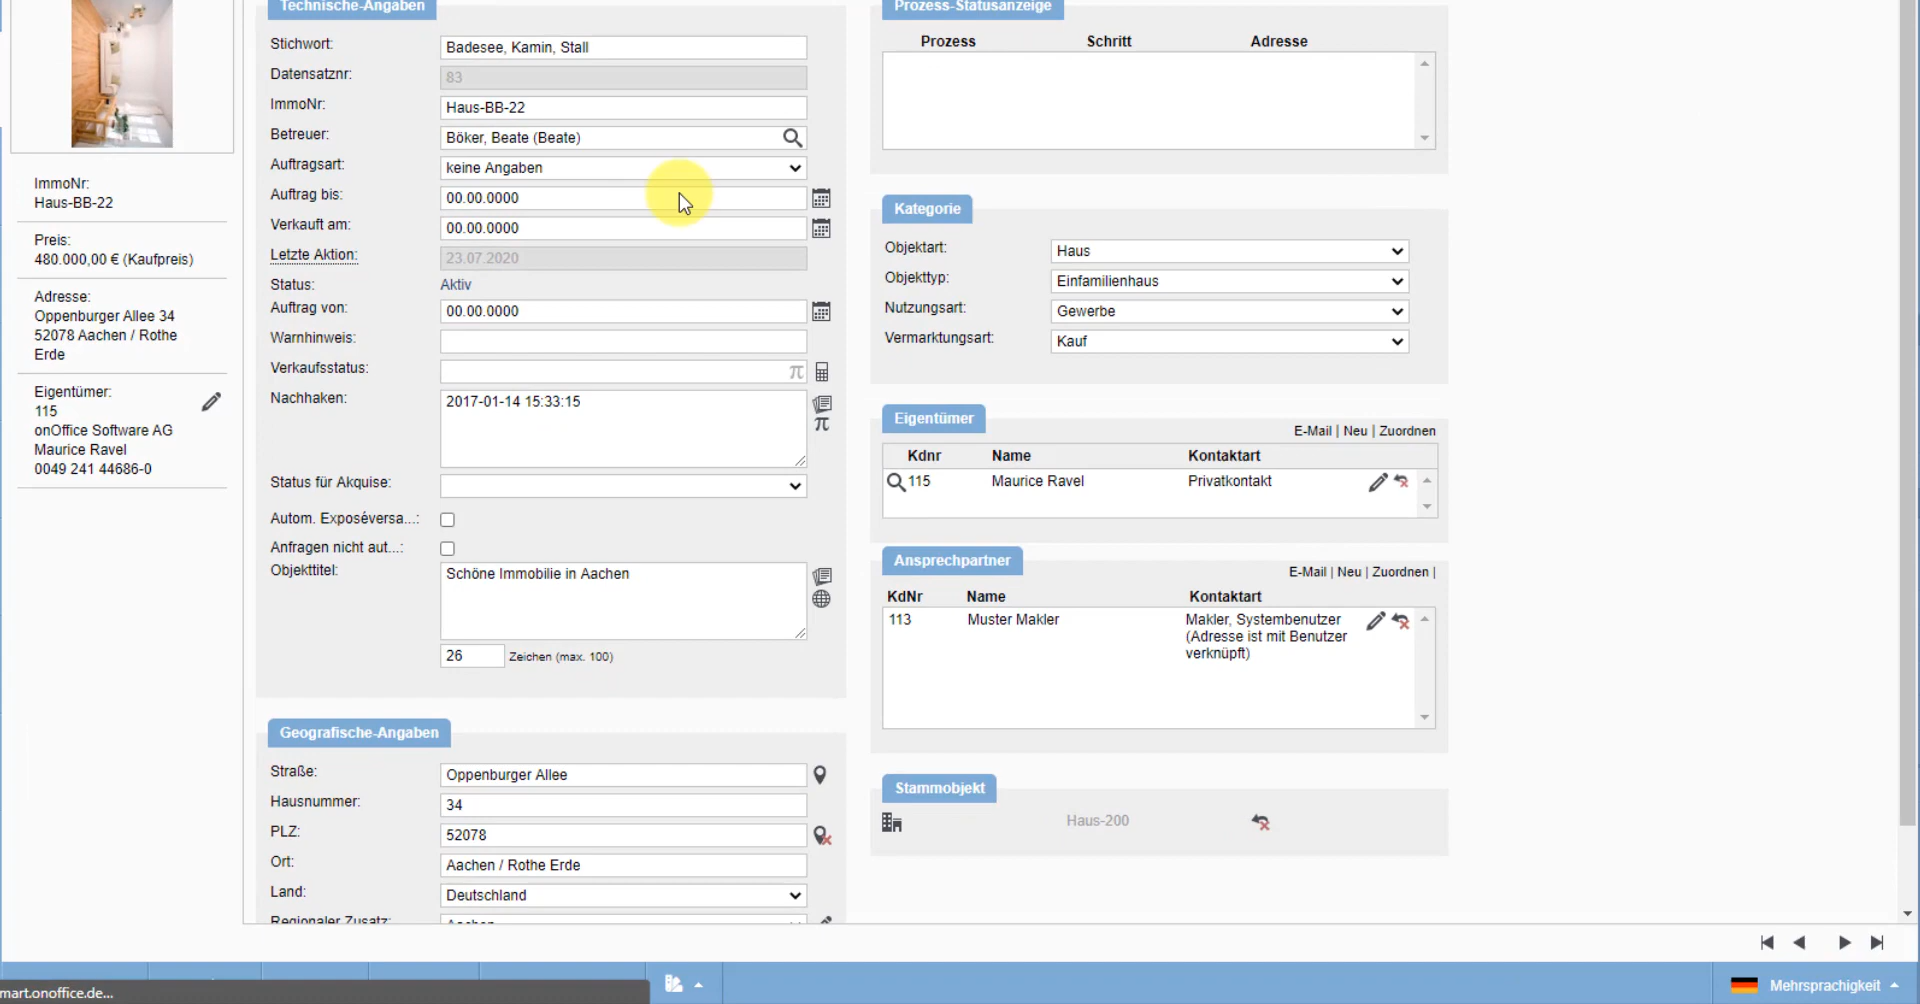 ImmoNr:
Haus-BB-22
Preis:
480.000,00 € (Kaufpreis)
Adresse:
Oppenburger Allee 34
52078 Aachen / Rothe
Erde
Eigentümer:
115
onOffice Software AG
Maurice Ravel
0049 241 44686-0
Technische-Angaben
Stichwort: Badesee, Kamin, Stall
Datensatznr: 83
ImmoNr: Haus-BB-22
Betreuer: Böker, Beate (Beate)
Auftragsart: keine Angaben
Auftrag bis: 00.00.0000
Verkauft am: 00.00.0000
Letzte Aktion: 23.07.2020
Status: Aktiv
Auftrag von: 00.00.0000
Warnhinweis:
Verkaufsstatus: π
Nachhaken: 2017-01-14 15:33:15
π
Status für Akquise:
Autom. Exposéversa...:
Anfragen nicht aut...:
Objekttitel: Schöne Immobilie in Aachen
26 Zeichen (max. 100)
Geografische-Angaben
Straße: Oppenburger Allee
Hausnummer: 34
PLZ: 52078
Ort: Aachen / Rothe Erde
Land: Deutschland
Regionaler Zusatz: Aachen
Prozess-Statusanzeige
Prozess Schritt Adresse
Kategorie
Objektart: Haus
Objekttyp: Einfamilienhaus
Nutzungsart: Gewerbe
Vermarktungsart: Kauf
Eigentümer
E-Mail | Neu | Zuordnen
Kdnr Name Kontaktart
115 Maurice Ravel Privatkontakt
Ansprechpartner
E-Mail | Neu | Zuordnen |
KdNr Name Kontaktart
113 Muster Makler Makler, Systembenutzer
(Adresse ist mit Benutzer
verknüpft)
Stammobjekt
Haus-200
mart.onoffice.de...
Mehrsprachigkeit